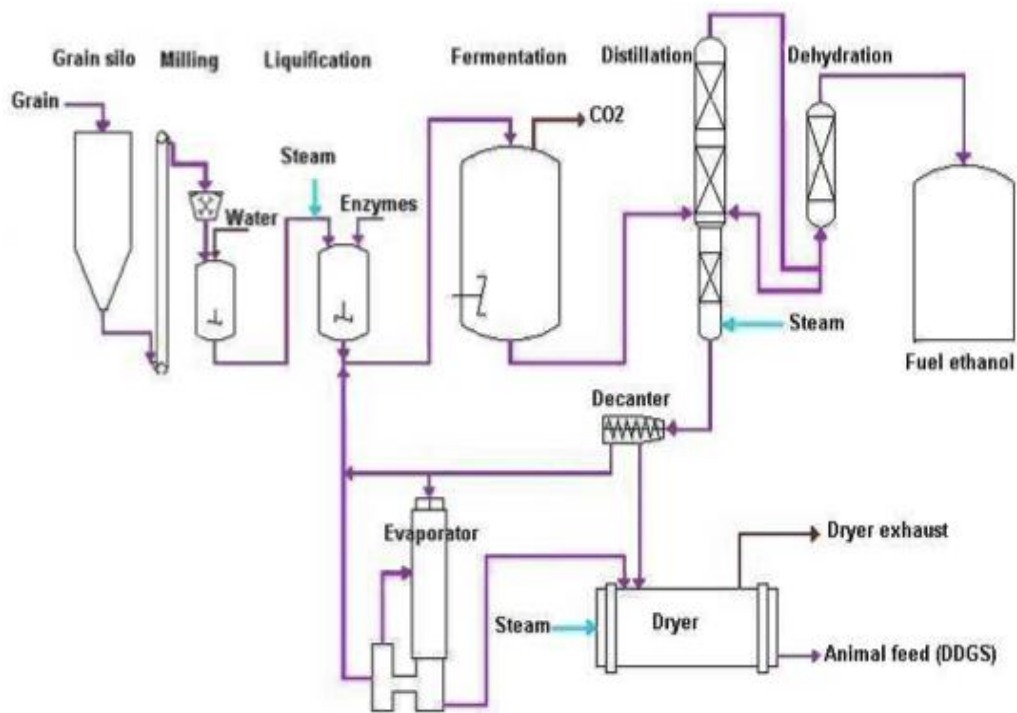 Grain silo
Milling
Liquification
Fermentation
Distillation
Dehydration
Grain
CO2
Steam
Enzymes
Water
Steam
Fuel ethanol
Decanter
Evaporator
Dryer exhaust
Steam
Dryer
Animal feed (DDGS)